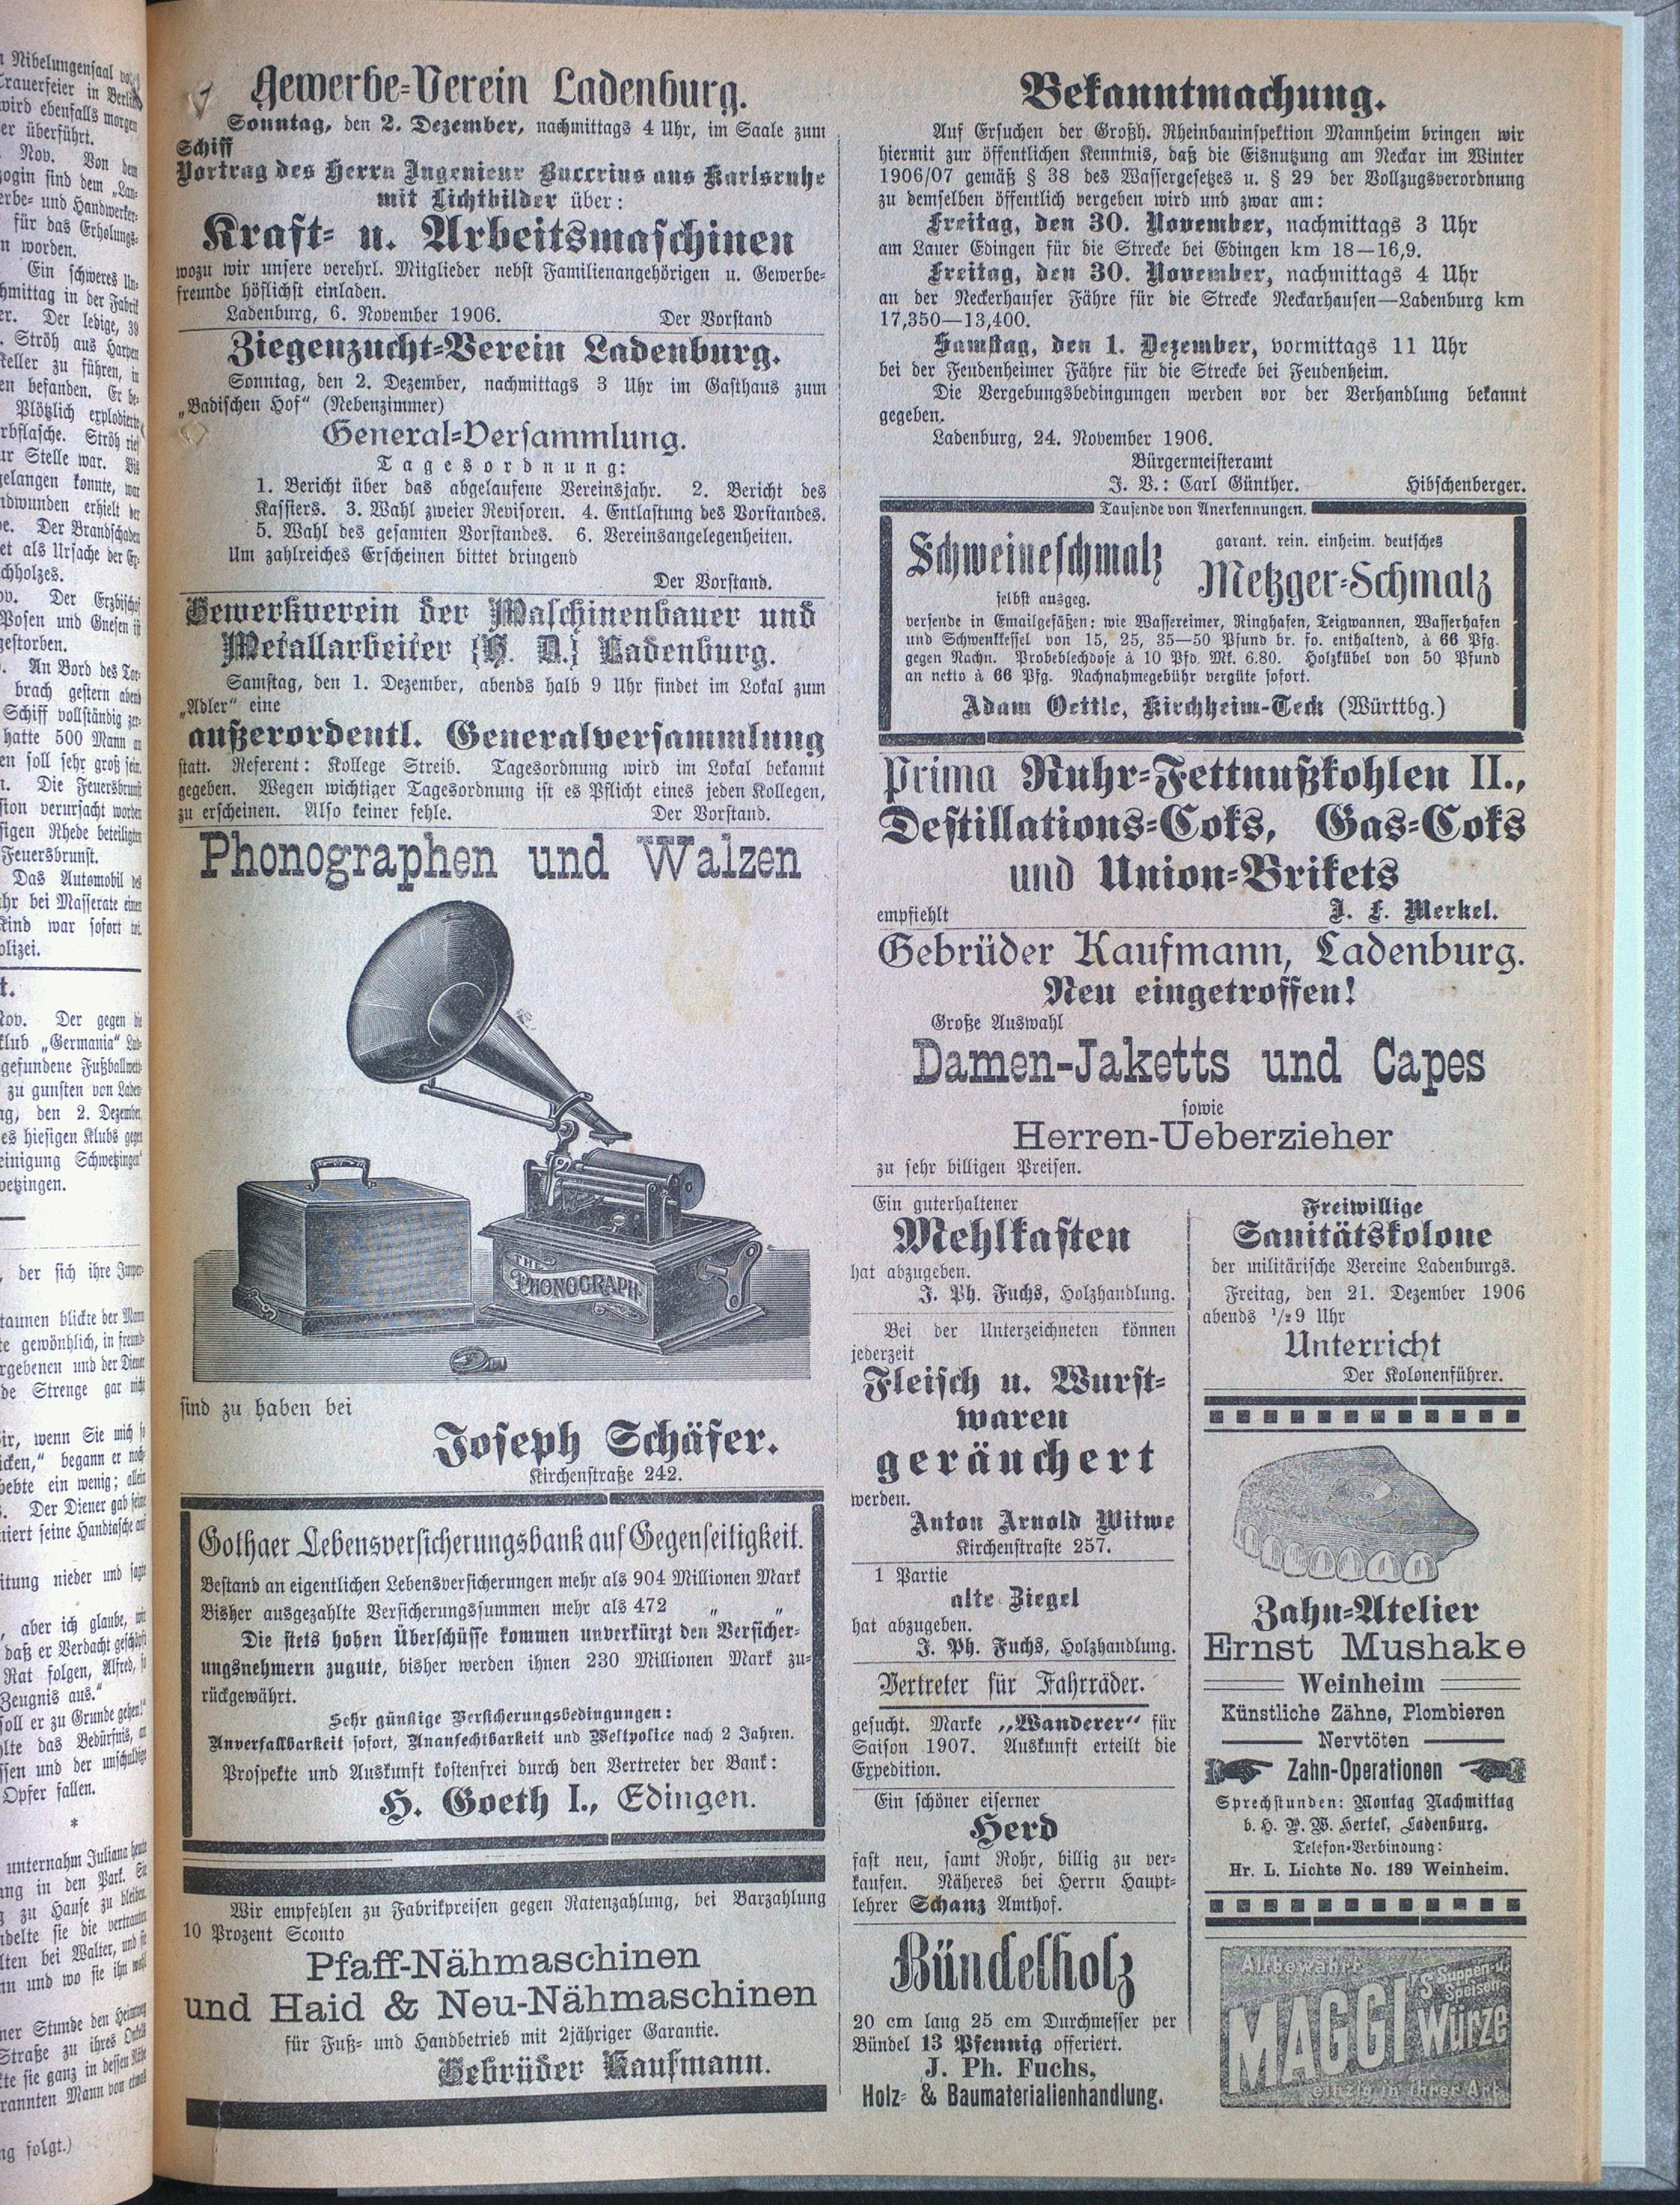 Gewerbe-Verein Ladenburg.
Sonntag, den 2. Dezember, nachmittags 4 Uhr, im Saale zum
Schiff
Vortrag des Herrn Ingenieur Buccrius aus Karlsruhe
mit Lichtbilder über:
Kraft- u. Arbeitsmaschinen
wozu wir unsere verehrl. Mitglieder nebst Familienangehörigen u. Gewerbe-
freunde höflichst einladen.
Ladenburg, 6. November 1906. Der Vorstand
Ziegenzucht-Verein Ladenburg.
Sonntag, den 2. Dezember, nachmittags 3 Uhr im Gasthaus zum
„Badischen Hof“ (Nebenzimmer)
General-Versammlung.
Tagesordnung:
1. Bericht über das abgelaufene Vereinsjahr. 2. Bericht des
Kassiers. 3. Wahl zweier Revisoren. 4. Entlastung des Vorstandes.
5. Wahl des gesamten Vorstandes. 6. Vereinsangelegenheiten.
Um zahlreiches Erscheinen bittet dringend
Der Vorstand.
Gewerkverein der Maschinenbauer und
Metallarbeiter (H. D.) Ladenburg.
Samstag, den 1. Dezember, abends halb 9 Uhr findet im Lokal zum
„Adler“ eine
außerordentl. Generalversammlung
statt. Referent: Kollege Streib. Tagesordnung wird im Lokal bekannt
gegeben. Wegen wichtiger Tagesordnung ist es Pflicht eines jeden Kollegen,
zu erscheinen. Also keiner fehle. Der Vorstand.
Phonographen und Walzen
THE
PHONOGRAPH
sind zu haben bei
Joseph Schäfer.
Kirchenstraße 242.
Gothaer Lebensversicherungsbank auf Gegenseitigkeit.
Bestand an eigentlichen Lebensversicherungen mehr als 904 Millionen Mark
Bisher ausgezahlte Versicherungssummen mehr als 472 „ „
Die stets hohen Überschüsse kommen unverkürzt den Versicher-
ungsnehmern zugute, bisher werden ihnen 230 Millionen Mark zu-
rückgewährt.
Sehr günstige Versicherungsbedingungen:
Unverfallbarkeit sofort, Unanfechtbarkeit und Weltpolice nach 2 Jahren.
Prospekte und Auskunft kostenfrei durch den Vertreter der Bank:
H. Goeth I., Edingen.
Wir empfehlen zu Fabrikpreisen gegen Ratenzahlung, bei Barzahlung
10 Prozent Sconto
Pfaff-Nähmaschinen
und Haid & Neu-Nähmaschinen
für Fuß- und Handbetrieb mit 2jähriger Garantie.
Gebrüder Kaufmann.
Bekanntmachung.
Auf Ersuchen der Großh. Rheinbauinspektion Mannheim bringen wir
hiermit zur öffentlichen Kenntnis, daß die Eisnutzung am Neckar im Winter
1906/07 gemäß § 38 des Wassergesetzes u. § 29 der Vollzugsverordnung
zu demselben öffentlich vergeben wird und zwar am:
Freitag, den 30. November, nachmittags 3 Uhr
am Lauer Edingen für die Strecke bei Edingen km 18—16,9.
Freitag, den 30. November, nachmittags 4 Uhr
an der Neckerhauser Fähre für die Strecke Neckarhausen—Ladenburg km
17,350—13,400.
Samstag, den 1. Dezember, vormittags 11 Uhr
bei der Feudenheimer Fähre für die Strecke bei Feudenheim.
Die Vergebungsbedingungen werden vor der Verhandlung bekannt
gegeben.
Ladenburg, 24. November 1906.
Bürgermeisteramt
J. V.: Carl Günther. Hibschenberger.
Tausende von Anerkennungen.
Schweineschmalz garant. rein. einheim. deutsches
selbst ausgeg. Metzger-Schmalz
versende in Emailgefäßen: wie Wassereimer, Ringhafen, Teigwannen, Wasserhafen
und Schwenkkessel von 15, 25, 35—50 Pfund br. fo. enthaltend, à 66 Pfg.
gegen Nachn. Probeblechdose à 10 Pfd. Mk. 6.80. Holzkübel von 50 Pfund
an netto à 66 Pfg. Nachnahmegebühr vergüte sofort.
Adam Oettle, Kirchheim-Teck (Württbg.)
Prima Ruhr-Fettnußkohlen II.,
Destillations-Coks, Gas-Coks
und Union-Brikets
empfiehlt J. F. Merkel.
Gebrüder Kaufmann, Ladenburg.
Neu eingetroffen!
Große Auswahl
Damen-Jaketts und Capes
sowie
Herren-Ueberzieher
zu sehr billigen Preisen.
Ein guterhaltener
Mehlkasten
hat abzugeben.
J. Ph. Fuchs, Holzhandlung.
Bei der Unterzeichneten können
jederzeit
Fleisch u. Wurst-
waren
geräuchert
werden.
Anton Arnold Witwe
Kirchenstraße 257.
1 Partie
alte Ziegel
hat abzugeben.
J. Ph. Fuchs, Holzhandlung.
Vertreter für Fahrräder.
gesucht. Marke „Wanderer“ für
Saison 1907. Auskunft erteilt die
Expedition.
Ein schöner eiserner
Herd
fast neu, samt Rohr, billig zu ver-
kaufen. Näheres bei Herrn Haupt-
lehrer Schanz Amthof.
Bündelholz
20 cm lang 25 cm Durchmesser per
Bündel 13 Pfennig offeriert.
J. Ph. Fuchs,
Holz- & Baumaterialienhandlung.
Freiwillige
Sanitätskolone
der militärische Vereine Ladenburgs.
Freitag, den 21. Dezember 1906
abends 1/2 9 Uhr
Unterricht
Der Kolonenführer.
Zahn-Atelier
Ernst Mushake
Weinheim
Künstliche Zähne, Plombieren
Nervtöten
Zahn-Operationen
Sprechstunden: Montag Nachmittag
b. H. P. W. Hertel, Ladenburg.
Telefon-Verbindung:
Hr. L. Lichte No. 189 Weinheim.
Altbewährt
MAGGI's Suppen- u.
Speisen-
Würze
einzig in ihrer Art.